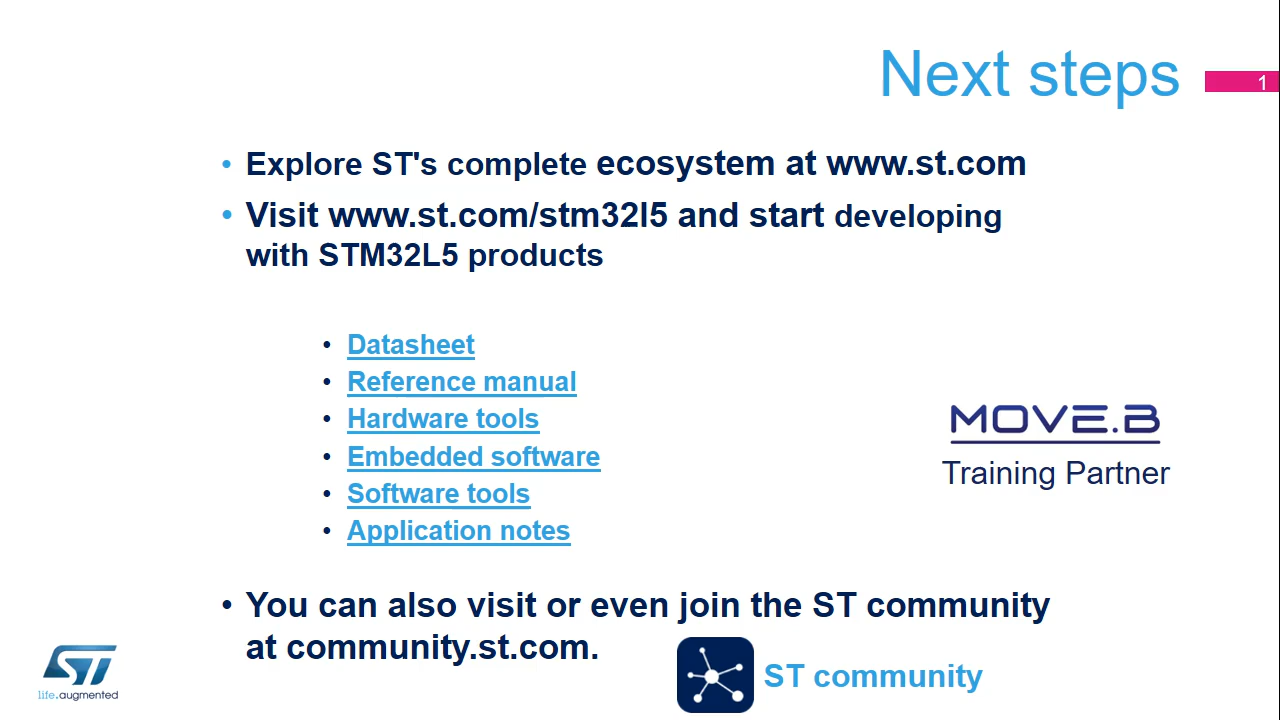 Next steps
1
• Explore ST's complete ecosystem at www.st.com
• Visit www.st.com/stm32l5 and start developing
with STM32L5 products
• Datasheet
• Reference manual
• Hardware tools
• Embedded software
• Software tools
• Application notes
MOVE.B
Training Partner
• You can also visit or even join the ST community
at community.st.com.
ST community
ST
life.augmented